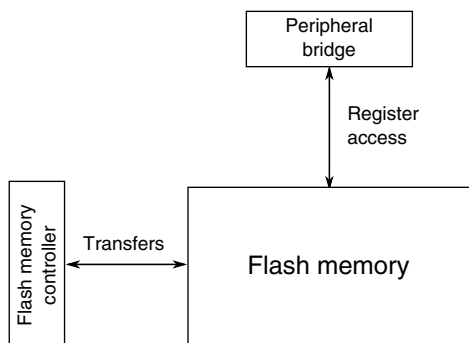 Peripheral
bridge
Register
access
Flash memory
controller
Transfers
Flash memory